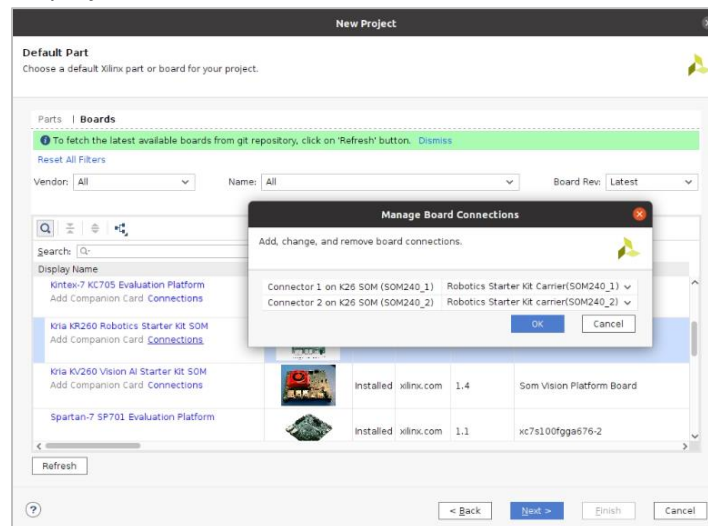 New Project
Default Part
Choose a default Xilinx part or board for your project.
Parts | Boards
To fetch the latest available boards from git repository, click on 'Refresh' button. Dismiss
Reset All Filters
Vendor: All Name: All Board Rev: Latest
Manage Board Connections
Add, change, and remove board connections.
Connector 1 on K26 SOM (SOM240_1) Robotics Starter Kit Carrier(SOM240_1)
Connector 2 on K26 SOM (SOM240_2) Robotics Starter Kit carrier(SOM240_2)
OK Cancel
Search:
Display Name
Kintex-7 KC705 Evaluation Platform
Add Companion Card Connections
Kria KR260 Robotics Starter Kit SOM
Add Companion Card Connections
Kria KV260 Vision AI Starter Kit SOM
Add Companion Card Connections
Installed xilinx.com 1.4 Som Vision Platform Board
Spartan-7 SP701 Evaluation Platform
Installed xilinx.com 1.1 xc7s100fgga676-2
Refresh
? < Back Next > Finish Cancel